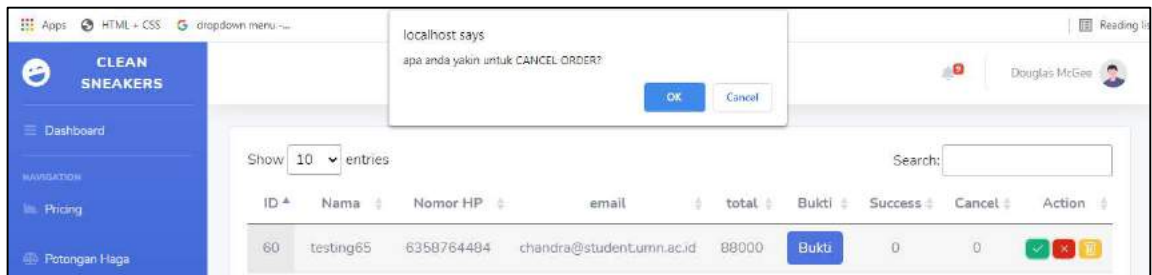 Apps HTML + CSS dropdown menu -... Reading lis
localhost says
apa anda yakin untuk CANCEL ORDER?
OK Cancel
CLEAN
SNEAKERS
Douglas McGee
Dashboard
NAVIGATION
Pricing
Potongan Haga
Show 10 entries Search:
ID Nama Nomor HP email total Bukti Success Cancel Action
60 testing65 6358764484 chandra@student.umn.ac.id 88000 Bukti 0 0